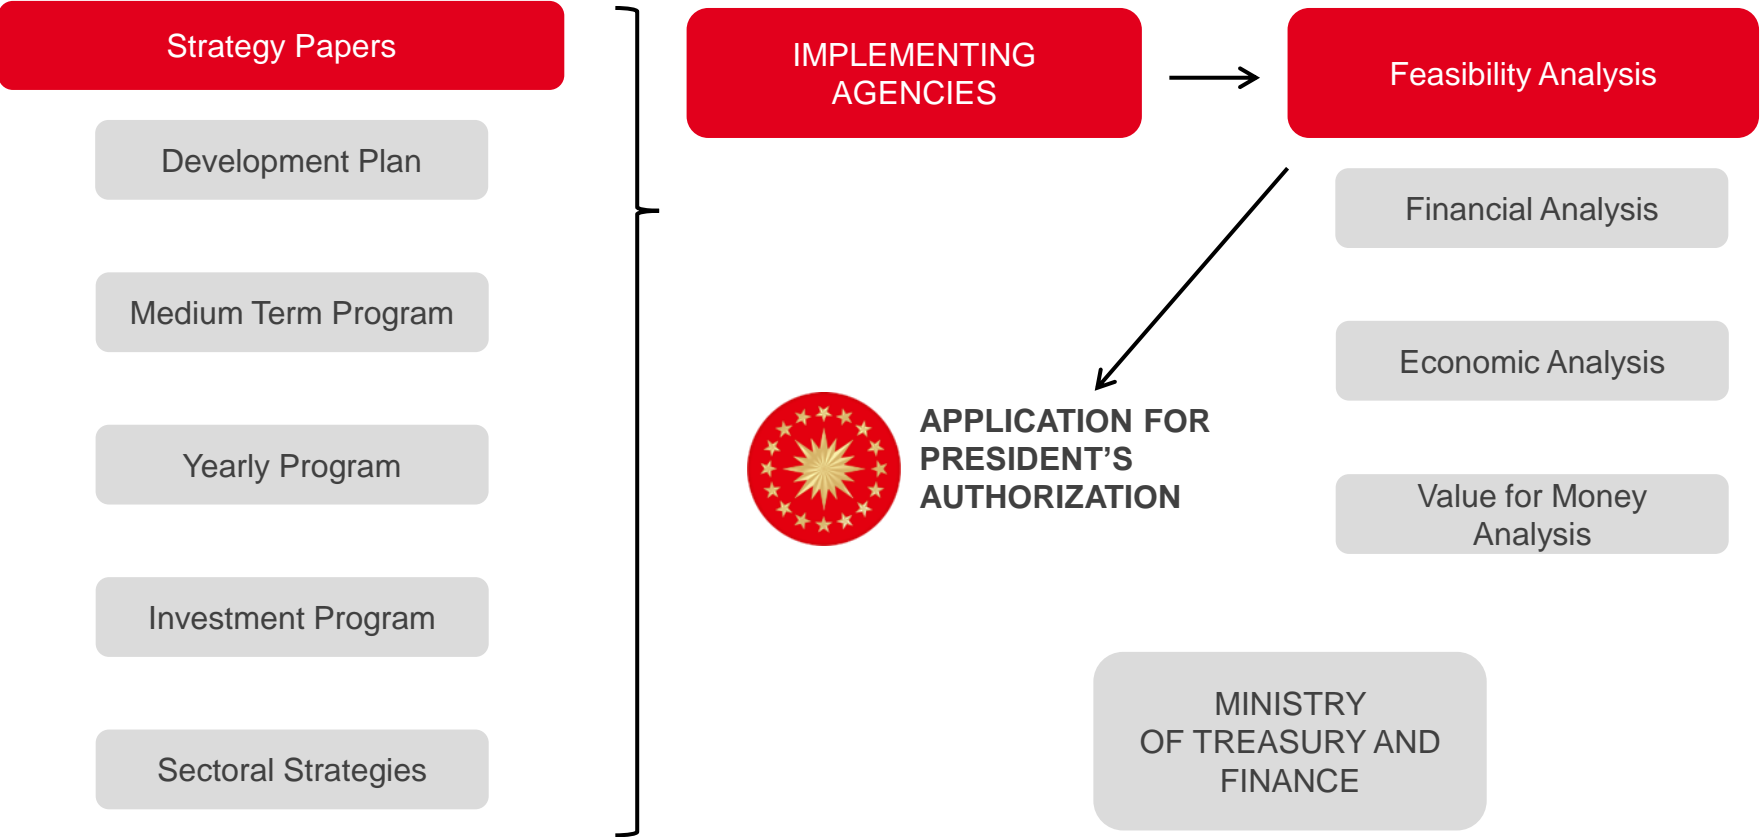 Strategy Papers
Development Plan
Medium Term Program
Yearly Program
Investment Program
Sectoral Strategies
IMPLEMENTING
AGENCIES
Feasibility Analysis
Financial Analysis
Economic Analysis
Value for Money
Analysis
APPLICATION FOR
PRESIDENT’S
AUTHORIZATION
MINISTRY
OF TREASURY AND
FINANCE